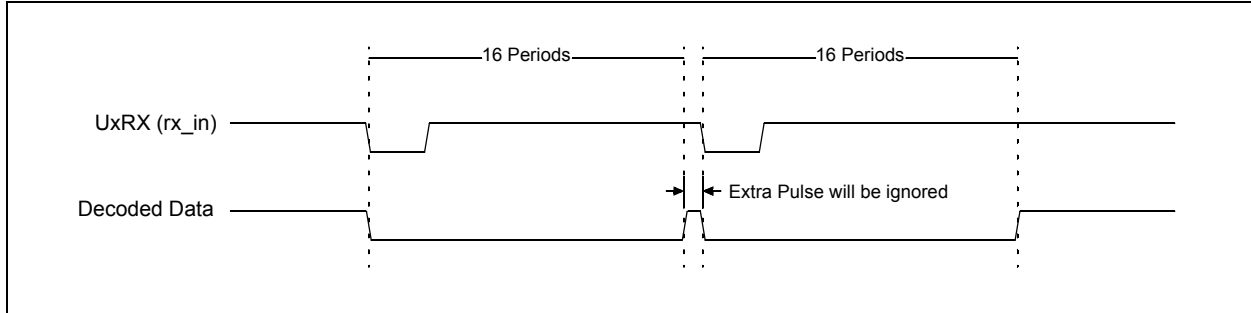 16 Periods
16 Periods
UxRX (rx_in)
Extra Pulse will be ignored
Decoded Data